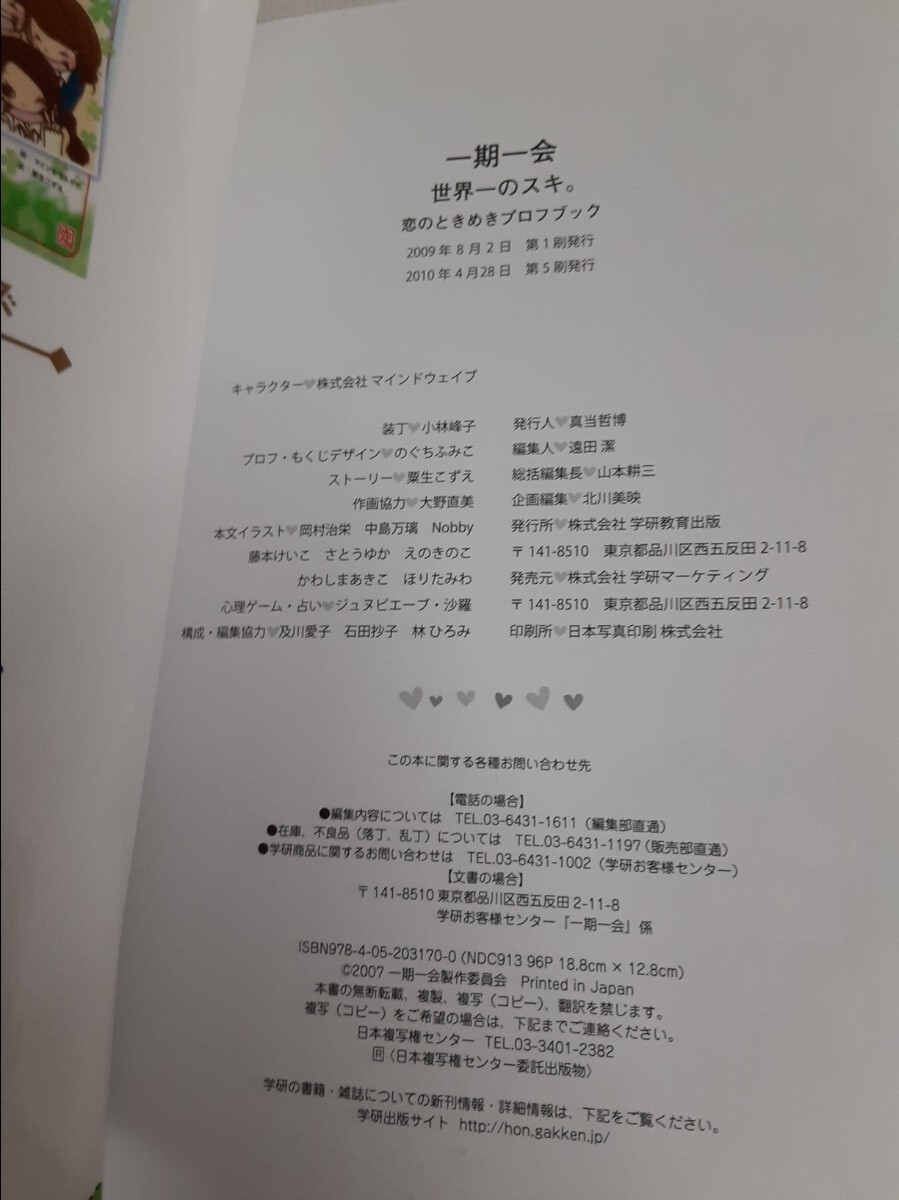 一期一会
世界一のスキ。
恋のときめきプロフブック
2009年8月2日 第1刷発行
2010年4月28日 第5刷発行
キャラクター♥株式会社 マインドウェイブ
装丁♥小林峰子
プロフ・もくじデザイン♥のぐちふみこ
ストーリー♥粟生こずえ
作画協力♥大野直美
本文イラスト♥岡村治栄 中島万璃 Nobby
藤本けいこ さとうゆか えのきのこ
かわしまあきこ ほりたみわ
心理ゲーム・占い♥ジュヌビエーブ・沙羅
構成・編集協力♥及川愛子 石田抄子 林 ひろみ
発行人♥真当哲博
編集人♥遠田 潔
総括編集長♥山本耕三
企画編集♥北川美映
発行所♥株式会社 学研教育出版
〒141-8510 東京都品川区西五反田 2-11-8
発売元♥株式会社 学研マーケティング
〒141-8510 東京都品川区西五反田 2-11-8
印刷所♥日本写真印刷 株式会社
この本に関する各種お問い合わせ先
【電話の場合】
●編集内容については TEL.03-6431-1611（編集部直通）
●在庫、不良品（落丁、乱丁）については TEL.03-6431-1197（販売部直通）
●学研商品に関するお問い合わせは TEL.03-6431-1002（学研お客様センター）
【文書の場合】
〒141-8510 東京都品川区西五反田 2-11-8
学研お客様センター「一期一会」係
ISBN978-4-05-203170-0 (NDC913 96P 18.8cm × 12.8cm)
©2007 一期一会製作委員会 Printed in Japan
本書の無断転載、複製、複写（コピー）、翻訳を禁じます。
複写（コピー）をご希望の場合は、下記までご連絡ください。
日本複写権センター TEL.03-3401-2382
Ⓡ（日本複写権センター委託出版物）
学研の書籍・雑誌についての新刊情報・詳細情報は、下記をご覧ください。
学研出版サイト http://hon.gakken.jp/